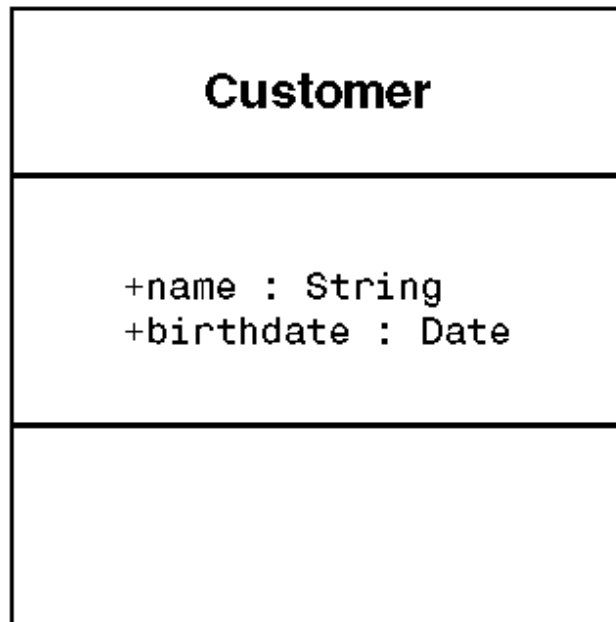 Customer
+name : String
+birthdate : Date